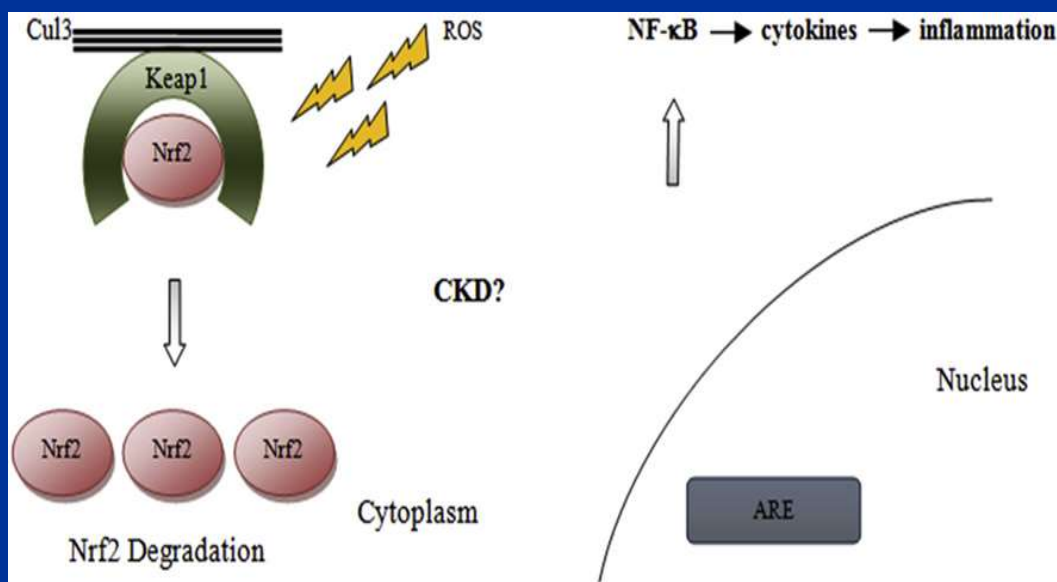 Cul3
Keap1
Nrf2
ROS
NF-κB → cytokines → inflammation
CKD?
Nrf2 Nrf2 Nrf2
Nrf2 Degradation
Cytoplasm
Nucleus
ARE